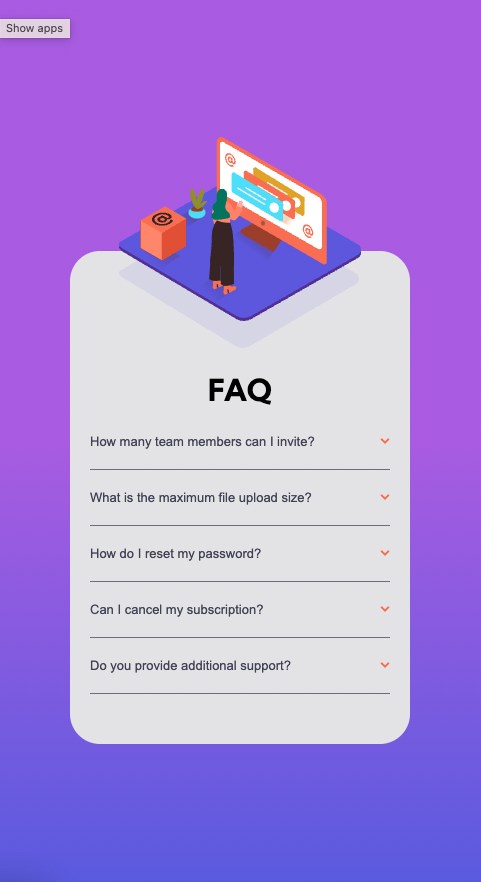 Show apps
@
@
@
FAQ
How many team members can I invite?
What is the maximum file upload size?
How do I reset my password?
Can I cancel my subscription?
Do you provide additional support?